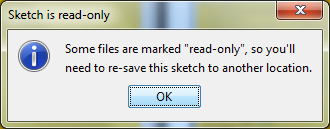 Sketch is read-only
Some files are marked "read-only", so you'll
need to re-save this sketch to another location.
OK